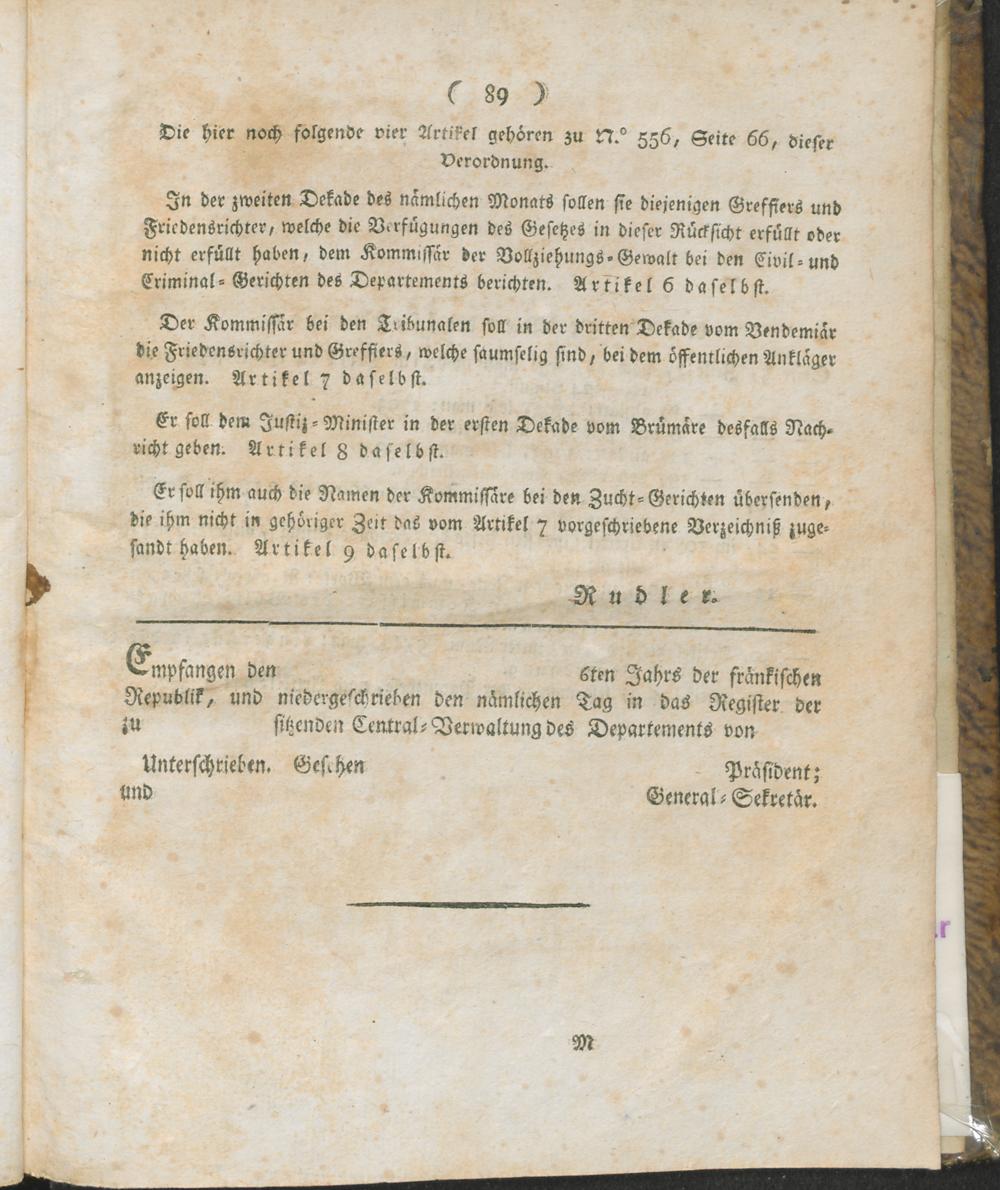 ( 89 )
Die hier noch folgende vier Artikel gehören zu N.° 556, Seite 66, dieser
Verordnung.
In der zweiten Dekade des nämlichen Monats sollen sie diejenigen Greffiers und
Friedensrichter, welche die Verfügungen des Gesetzes in dieser Rücksicht erfüllt oder
nicht erfüllt haben, dem Kommissär der Vollziehungs-Gewalt bei den Civil- und
Criminal-Gerichten des Departements berichten. Artikel 6 daselbst.
Der Kommissär bei den Tribunalen soll in der dritten Dekade vom Vendemiär
die Friedensrichter und Greffiers, welche saumselig sind, bei dem öffentlichen Ankläger
anzeigen. Artikel 7 daselbst.
Er soll dem Justiz-Minister in der ersten Dekade vom Brümäre desfalls Nach-
richt geben. Artikel 8 daselbst.
Er soll ihm auch die Namen der Kommissäre bei den Zucht-Gerichten übersenden,
die ihm nicht in gehöriger Zeit das vom Artikel 7 vorgeschriebene Verzeichniß zuge-
sandt haben. Artikel 9 daselbst.
Rudler.
Empfangen den 6ten Jahrs der fränkischen
Republik, und niedergeschrieben den nämlichen Tag in das Register der
zu sitzenden Central-Verwaltung des Departements von
Unterschrieben. Gesehen Präsident;
und General-Sekretär.
M